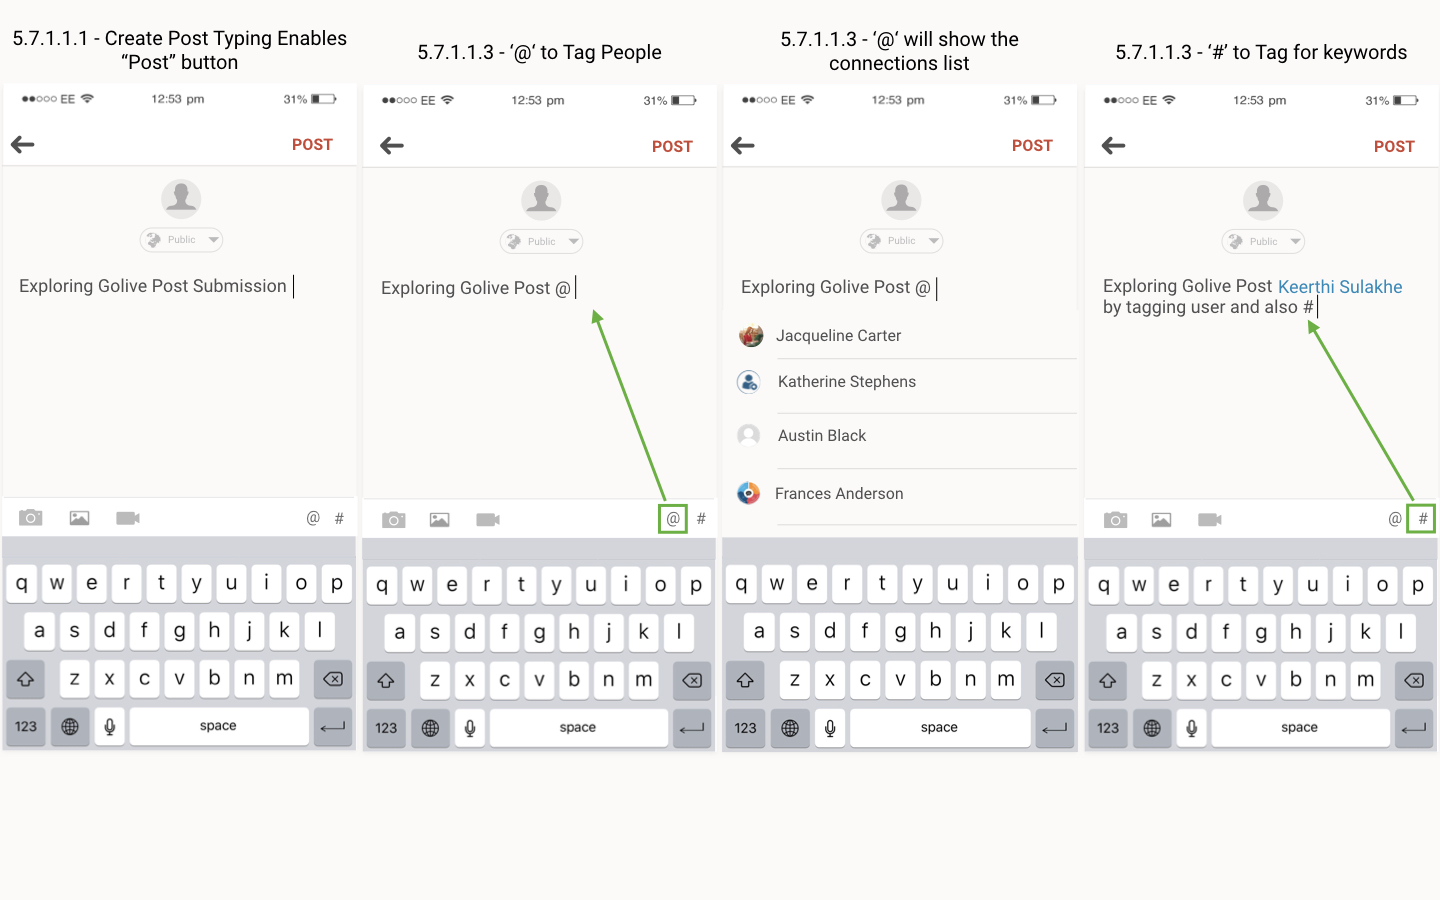 5.7.1.1.1 - Create Post Typing Enables
“Post” button
EE
12:53 pm
31%
POST
Public
Exploring Golive Post Submission
@ #
q w e r t y u i o p
a s d f g h j k l
z x c v b n m
123 space
5.7.1.1.3 - ‘@‘ to Tag People
EE
12:53 pm
31%
POST
Public
Exploring Golive Post @
@ #
q w e r t y u i o p
a s d f g h j k l
z x c v b n m
123 space
5.7.1.1.3 - ‘@‘ will show the
connections list
EE
12:53 pm
31%
POST
Public
Exploring Golive Post @
Jacqueline Carter
Katherine Stephens
Austin Black
Frances Anderson
q w e r t y u i o p
a s d f g h j k l
z x c v b n m
123 space
5.7.1.1.3 - ‘#’ to Tag for keywords
EE
12:53 pm
31%
POST
Public
Exploring Golive Post Keerthi Sulakhe
by tagging user and also #
@ #
q w e r t y u i o p
a s d f g h j k l
z x c v b n m
123 space